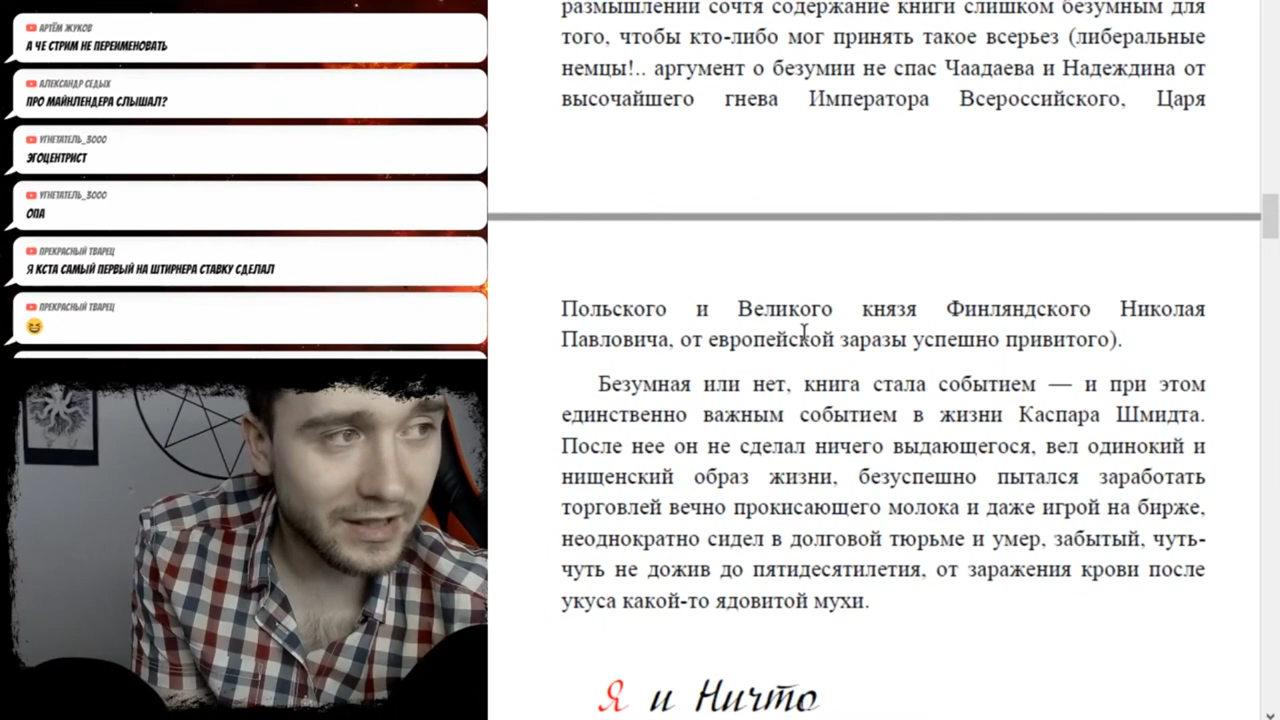 АРТЁМ ЖУКОВ
А ЧЕ СТРИМ НЕ ПЕРЕИМЕНОВАТЬ
АЛЕКСАНДР СЕДЫХ
ПРО МАЙНЛЕНДЕРА СЛЫШАЛ?
УГНЕТАТЕЛЬ_3000
ЭГОЦЕНТРИСТ
УГНЕТАТЕЛЬ_3000
ОПА
ПРЕКРАСНЫЙ ТВАРЕЦ
Я КСТА САМЫЙ ПЕРВЫЙ НА ШТИРНЕРА СТАВКУ СДЕЛАЛ
ПРЕКРАСНЫЙ ТВАРЕЦ
размышлении сочтя содержание книги слишком безумным для
того, чтобы кто-либо мог принять такое всерьез (либеральные
немцы!.. аргумент о безумии не спас Чаадаева и Надеждина от
высочайшего гнева Императора Всероссийского, Царя
Польского и Великого князя Финляндского Николая
Павловича, от европейской заразы успешно привитого).
Безумная или нет, книга стала событием — и при этом
единственно важным событием в жизни Каспара Шмидта.
После нее он не сделал ничего выдающегося, вел одинокий и
нищенский образ жизни, безуспешно пытался заработать
торговлей вечно прокисающего молока и даже игрой на бирже,
неоднократно сидел в долговой тюрьме и умер, забытый, чуть-
чуть не дожив до пятидесятилетия, от заражения крови после
укуса какой-то ядовитой мухи.
Я и Ничто